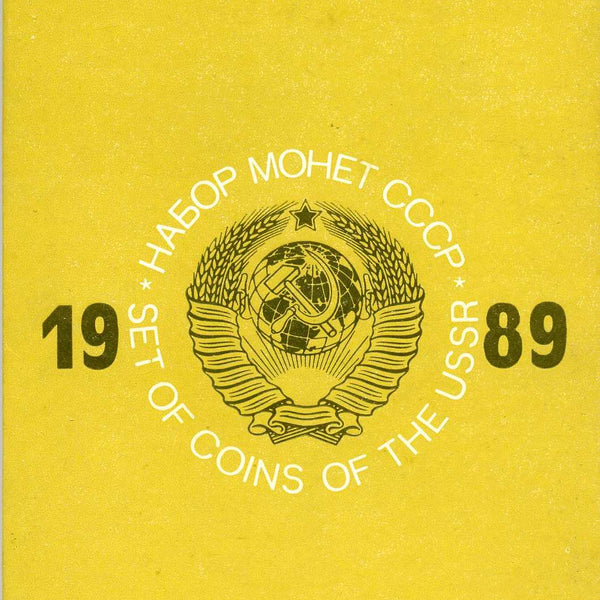 НАБОР МОНЕТ СССР
19 89
SET OF COINS OF THE USSR